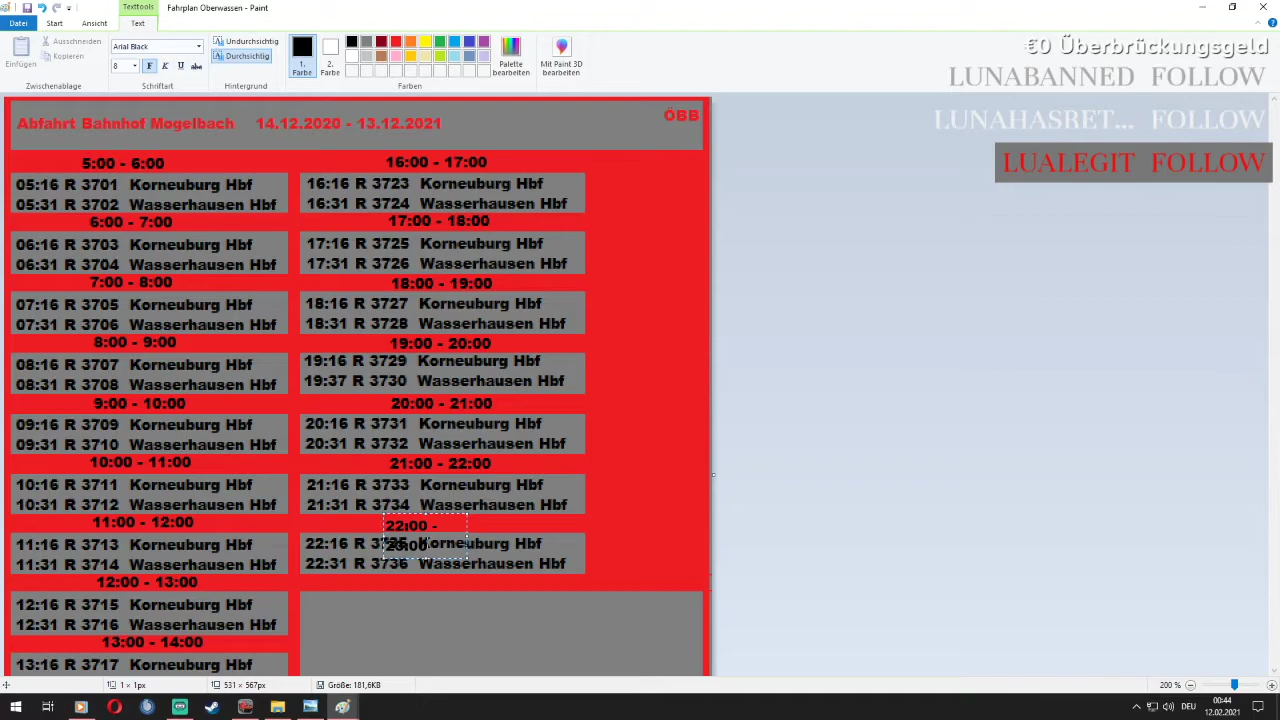 Texttools
Fahrplan Oberwassen - Paint
Datei Start Ansicht Text
Einfügen
Ausschneiden
Kopieren
Zwischenablage
Arial Black
8
F K U abc
Schriftart
Undurchsichtig
Durchsichtig
Hintergrund
1. Farbe
2. Farbe
Palette bearbeiten
Mit Paint 3D bearbeiten
Farben
€0 Überbrückungsgeld
LUNABANNED FOLLOW
LUNAHASRET... FOLLOW
LUALEGIT FOLLOW
Abfahrt Bahnhof Mogelbach 14.12.2020 - 13.12.2021
ÖBB
5:00 - 6:00
05:16 R 3701 Korneuburg Hbf
05:31 R 3702 Wasserhausen Hbf
6:00 - 7:00
06:16 R 3703 Korneuburg Hbf
06:31 R 3704 Wasserhausen Hbf
7:00 - 8:00
07:16 R 3705 Korneuburg Hbf
07:31 R 3706 Wasserhausen Hbf
8:00 - 9:00
08:16 R 3707 Korneuburg Hbf
08:31 R 3708 Wasserhausen Hbf
9:00 - 10:00
09:16 R 3709 Korneuburg Hbf
09:31 R 3710 Wasserhausen Hbf
10:00 - 11:00
10:16 R 3711 Korneuburg Hbf
10:31 R 3712 Wasserhausen Hbf
11:00 - 12:00
11:16 R 3713 Korneuburg Hbf
11:31 R 3714 Wasserhausen Hbf
12:00 - 13:00
12:16 R 3715 Korneuburg Hbf
12:31 R 3716 Wasserhausen Hbf
13:00 - 14:00
13:16 R 3717 Korneuburg Hbf
16:00 - 17:00
16:16 R 3723 Korneuburg Hbf
16:31 R 3724 Wasserhausen Hbf
17:00 - 18:00
17:16 R 3725 Korneuburg Hbf
17:31 R 3726 Wasserhausen Hbf
18:00 - 19:00
18:16 R 3727 Korneuburg Hbf
18:31 R 3728 Wasserhausen Hbf
19:00 - 20:00
19:16 R 3729 Korneuburg Hbf
19:37 R 3730 Wasserhausen Hbf
20:00 - 21:00
20:16 R 3731 Korneuburg Hbf
20:31 R 3732 Wasserhausen Hbf
21:00 - 22:00
21:16 R 3733 Korneuburg Hbf
21:31 R 3734 Wasserhausen Hbf
22:00 -
23:00
22:16 R 3735 Korneuburg Hbf
22:31 R 3736 Wasserhausen Hbf
1 × 1px
531 × 567px
Größe: 181,6KB
200 %
DEU
00:44
12.02.2021